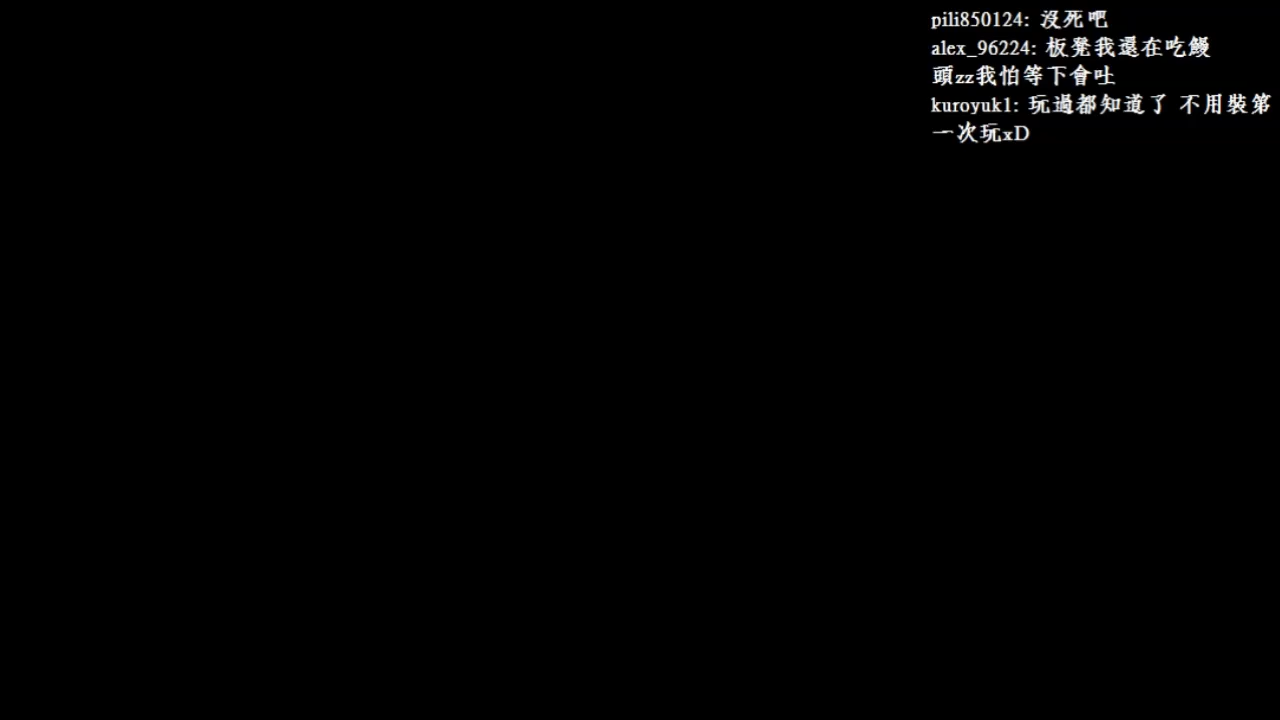 pili850124: 沒死吧
alex_96224: 板凳我還在吃饅
頭zz我怕等下會吐
kuroyuk1: 玩過都知道了 不用裝第
一次玩xD